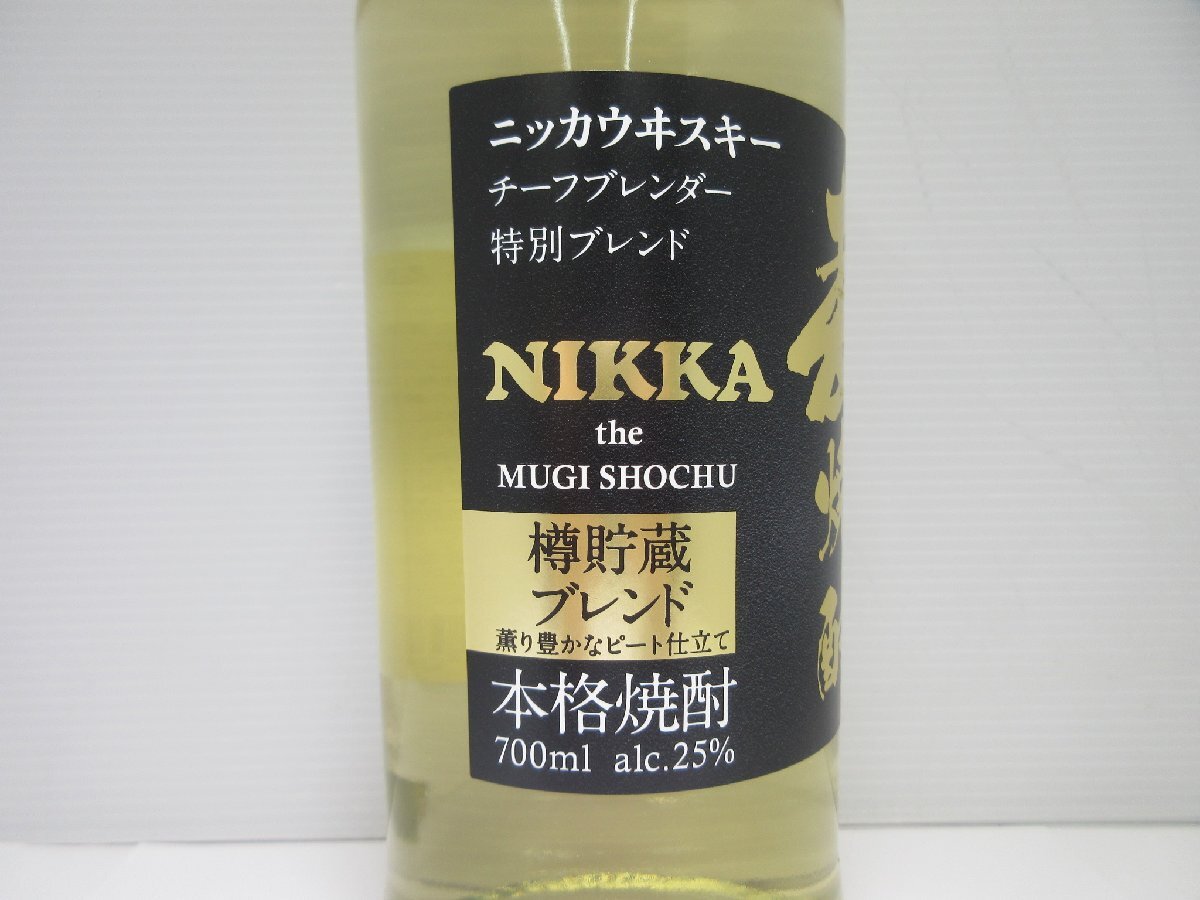 ニッカウヰスキー
チーフブレンダー
特別ブレンド
NIKKA
the
MUGI SHOCHU
樽貯蔵
ブレンド
薫り豊かなピート仕立て
本格焼酎
700ml alc.25%